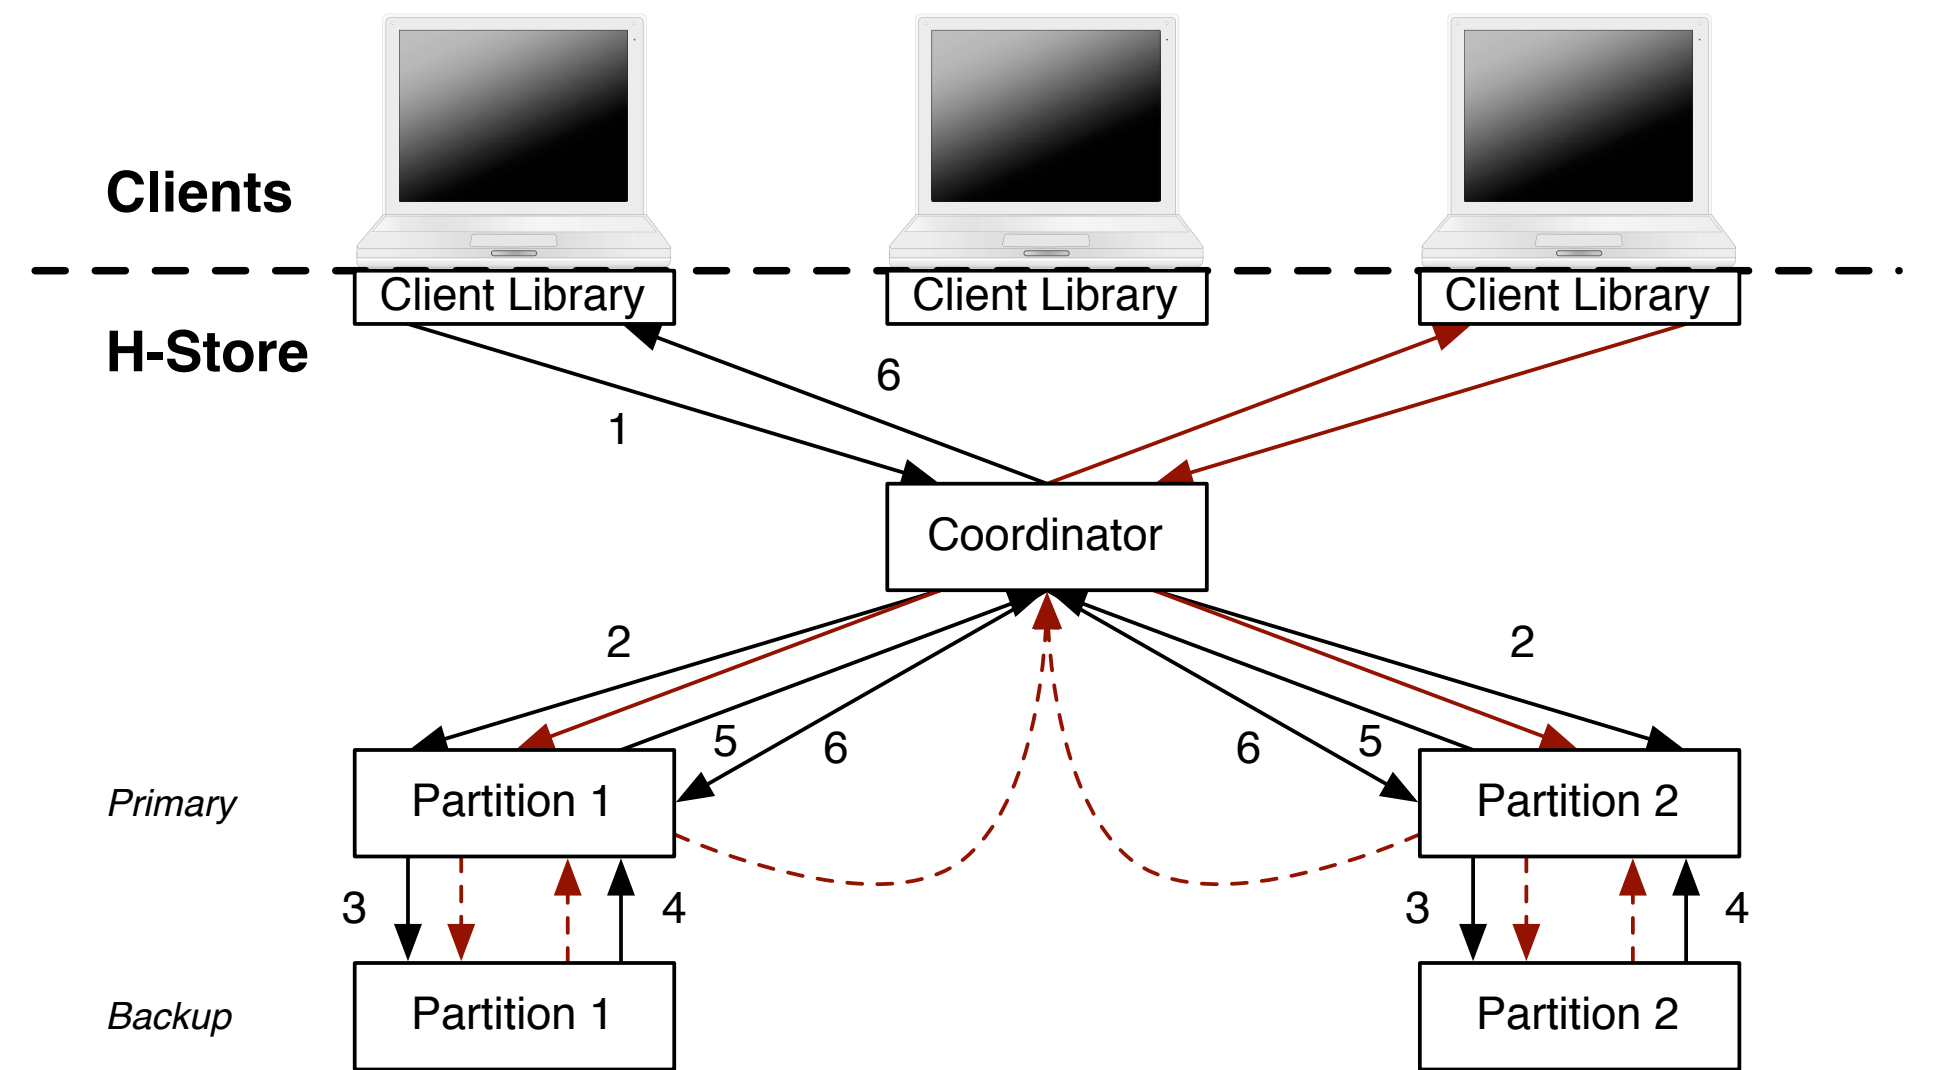 Clients
Client Library
Client Library
Client Library
H-Store
6
1
Coordinator
2
2
5
6
6
5
Primary
Partition 1
Partition 2
3
4
3
4
Backup
Partition 1
Partition 2